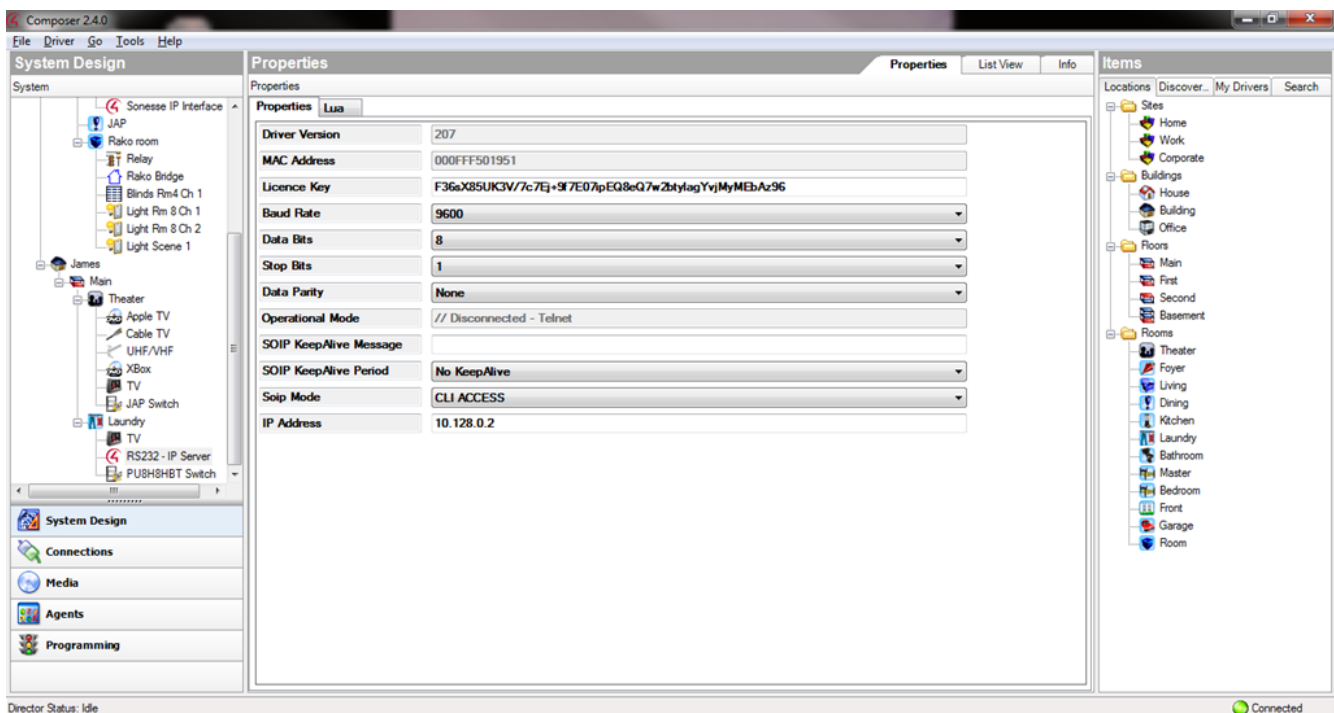 Composer 2.4.0
File Driver Go Tools Help
System Design
System
Sonesse IP Interface
JAP
Rako room
Relay
Rako Bridge
Blinds Rm4 Ch 1
Light Rm 8 Ch 1
Light Rm 8 Ch 2
Light Scene 1
James
Main
Theater
Apple TV
Cable TV
UHF/VHF
XBox
TV
JAP Switch
Laundry
TV
RS232 - IP Server
PU8H8HBT Switch
System Design
Connections
Media
Agents
Programming
Properties
Properties List View Info
Properties
Properties Lua
Driver Version 207
MAC Address 000FFF501951
Licence Key F36sX85UK3V/7c7Ej+9f7E07ipEQ8eQ7w2btylagYvjMyMEbAz96
Baud Rate 9600
Data Bits 8
Stop Bits 1
Data Parity None
Operational Mode // Disconnected - Telnet
SOIP KeepAlive Message
SOIP KeepAlive Period No KeepAlive
Soip Mode CLI ACCESS
IP Address 10.128.0.2
Items
Locations Discover... My Drivers Search
Sites
Home
Work
Corporate
Buildings
House
Building
Office
Floors
Main
First
Second
Basement
Rooms
Theater
Foyer
Living
Dining
Kitchen
Laundry
Bathroom
Master
Bedroom
Front
Garage
Room
Director Status: Idle
Connected